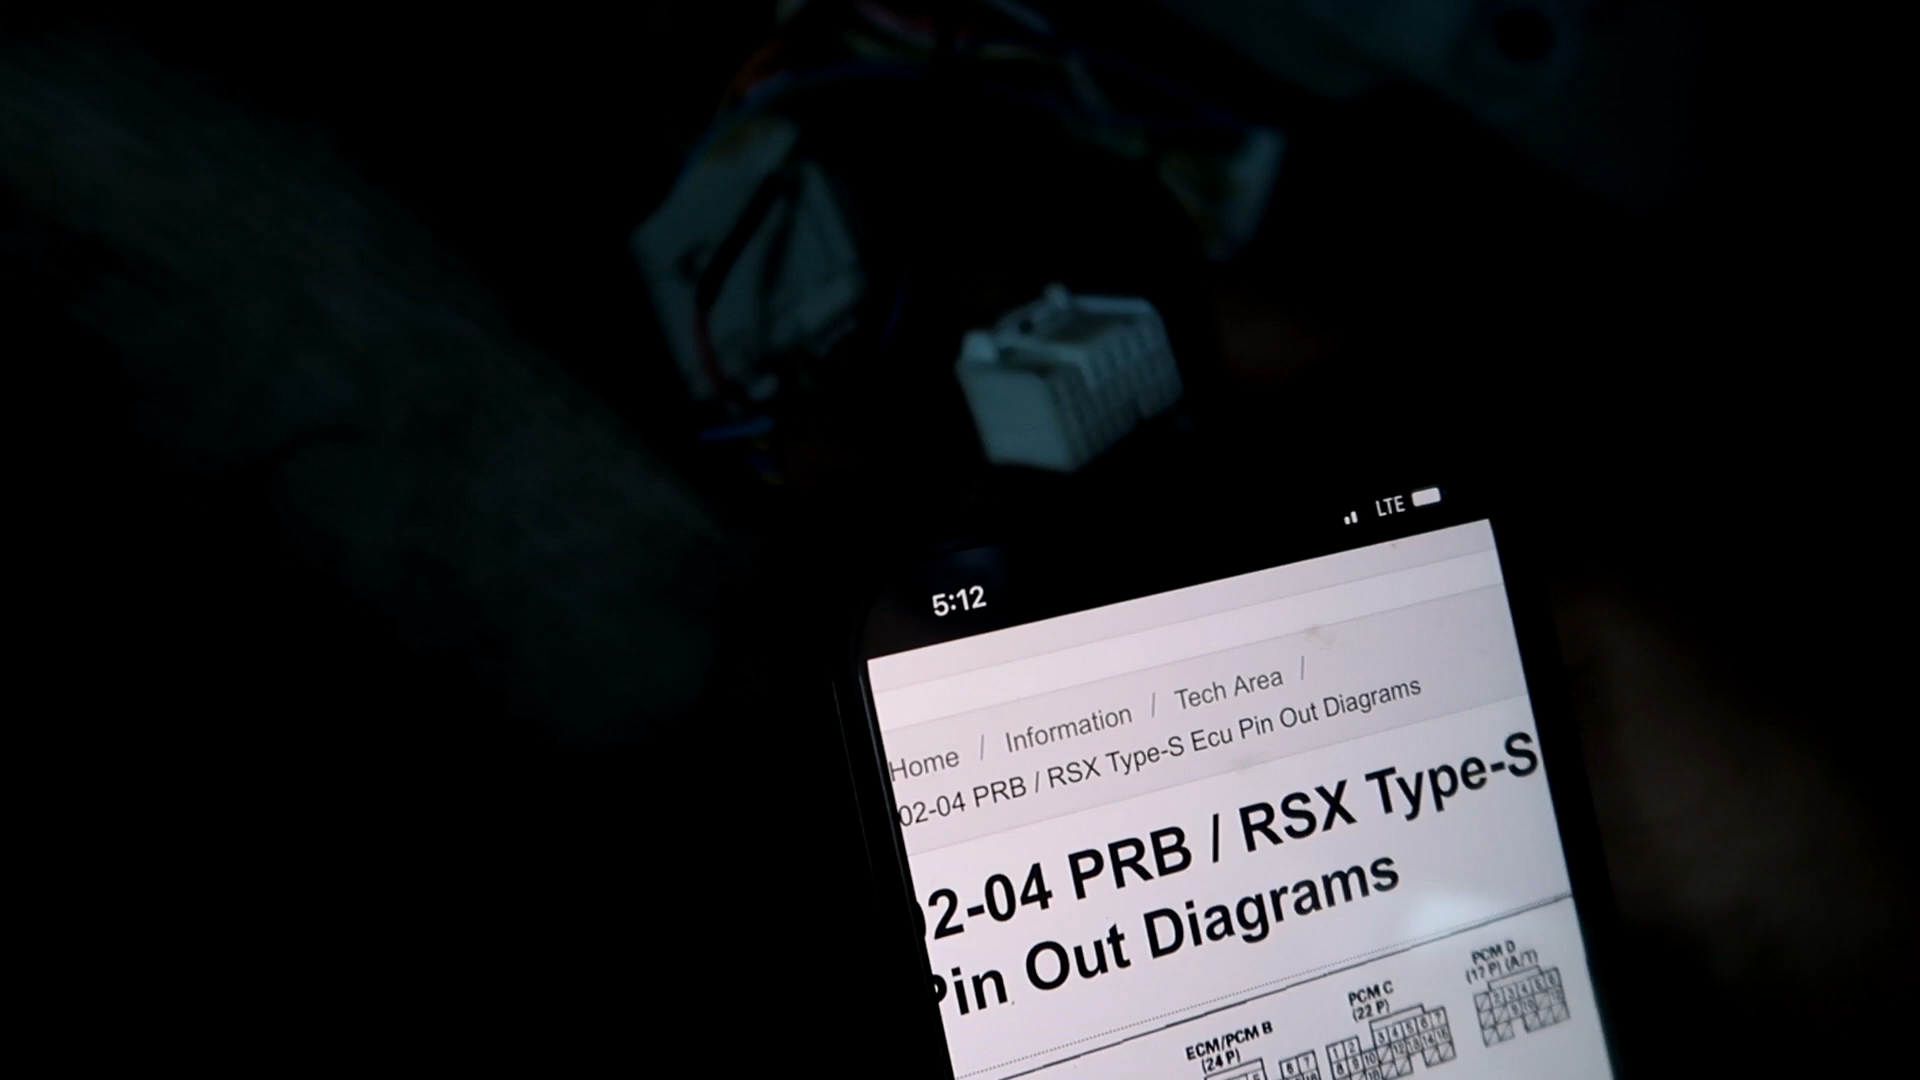 LTE
5:12
Home / Information / Tech Area /
02-04 PRB / RSX Type-S Ecu Pin Out Diagrams
02-04 PRB / RSX Type-S
Pin Out Diagrams
PCM D
(17 P) (A/T)
PCM C
(22 P)
ECM/PCM B
(24 P)